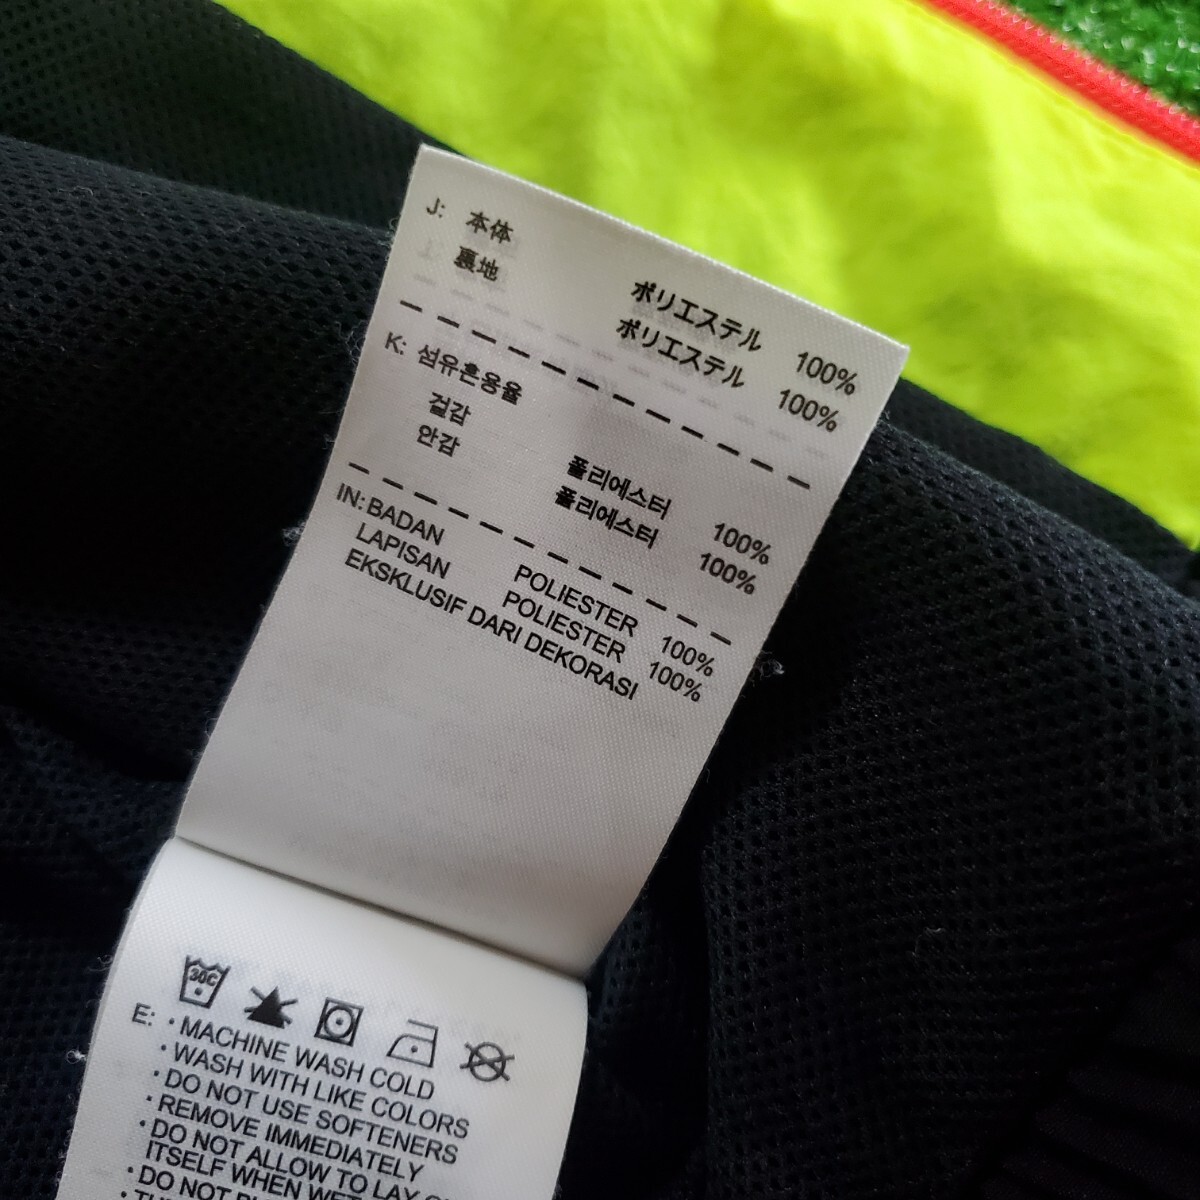 J: 本体 ポリエステル 100%
裏地 ポリエステル 100%
K: 섬유혼용율
겉감 폴리에스터 100%
안감 폴리에스터 100%
IN: BADAN POLIESTER 100%
LAPISAN POLIESTER 100%
EKSKLUSIF DARI DEKORASI
30C
E: · MACHINE WASH COLD
· WASH WITH LIKE COLORS
· DO NOT USE SOFTENERS
· REMOVE IMMEDIATELY
· DO NOT ALLOW TO LAY
ITSELF WHEN WET
· DO NOT